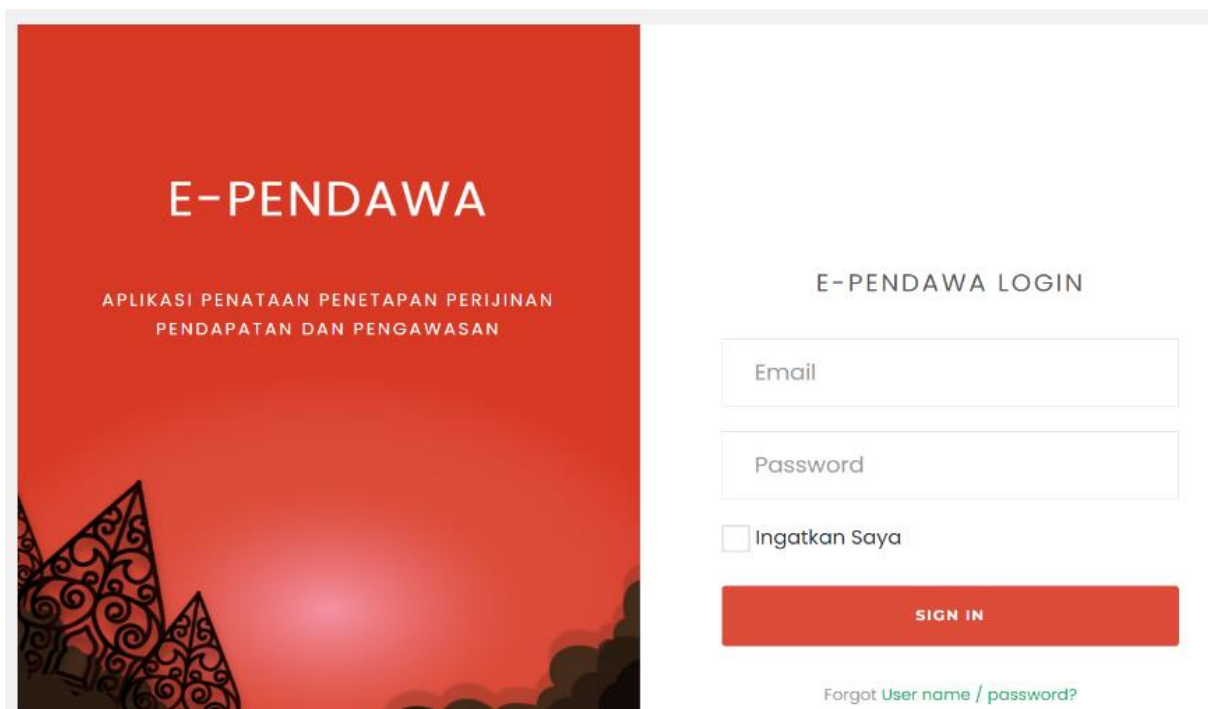 E-PENDAWA
APLIKASI PENATAAN PENETAPAN PERIJINAN
PENDAPATAN DAN PENGAWASAN
E-PENDAWA LOGIN
Email
Password
Ingatkan Saya
SIGN IN
Forgot User name / password?